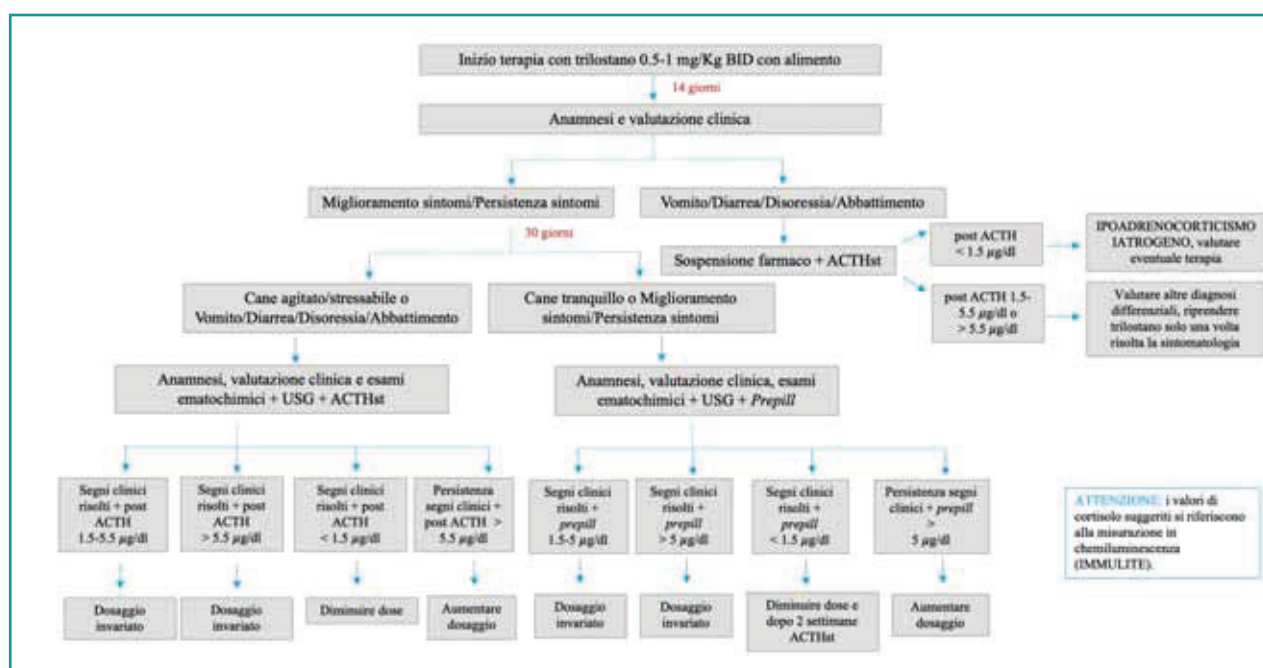 Inizio terapia con trilostano 0.5-1 mg/Kg BID con alimento
14 giorni
Anamnesi e valutazione clinica
Miglioramento sintomi/Persistenza sintomi
Vomito/Diarrea/Disoressia/Abbattimento
30 giorni
Sospensione farmaco + ACTHst
post ACTH
< 1.5 µg/dl
IPOADRENOCORTICISMO
IATROGENO, valutare
eventuale terapia
post ACTH 1.5-
5.5 µg/dl o
> 5.5 µg/dl
Valutare altre diagnosi
differenziali, riprendere
trilostano solo una volta
risolta la sintomatologia
Cane agitato/stressabile o
Vomito/Diarrea/Disoressia/Abbattimento
Cane tranquillo o Miglioramento
sintomi/Persistenza sintomi
Anamnesi, valutazione clinica e esami
ematochimici + USG + ACTHst
Anamnesi, valutazione clinica, esami
ematochimici + USG + Prepill
Segni clinici
risolti + post
ACTH
1.5-5.5 µg/dl
Segni clinici
risolti + post
ACTH
> 5.5 µg/dl
Segni clinici
risolti + post
ACTH
< 1.5 µg/dl
Persistenza
segni clinici +
post ACTH >
5.5 µg/dl
Segni clinici
risolti + prepill
1.5-5 µg/dl
Segni clinici
risolti + prepill
> 5 µg/dl
Segni clinici
risolti + prepill
< 1.5 µg/dl
Persistenza segni
clinici + prepill
>
5 µg/dl
Dosaggio
invariato
Dosaggio
invariato
Diminuire dose
Aumentare
dosaggio
Dosaggio
invariato
Dosaggio
invariato
Diminuire dose e
dopo 2 settimane
ACTHst
Aumentare
dosaggio
ATTENZIONE: i valori di
cortisolo suggeriti si riferiscono
alla misurazione in
chemiluminescenza
(IMMULITE).